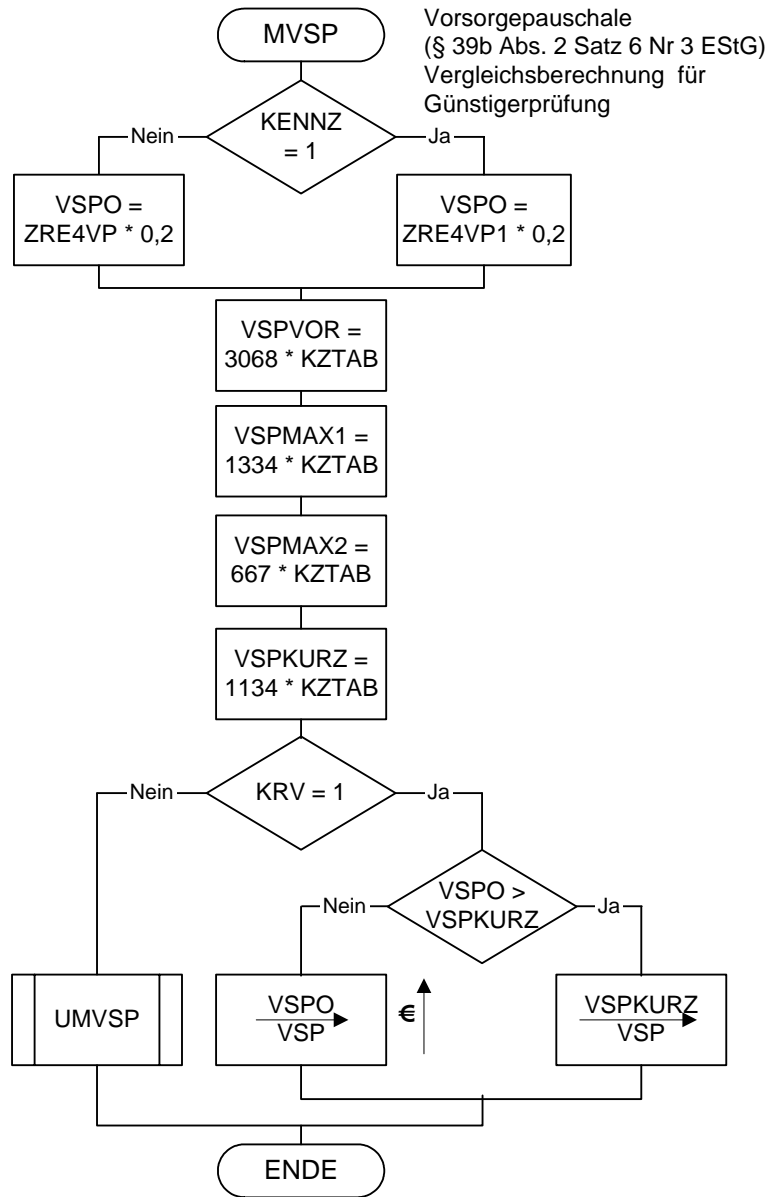 MVSP
Vorsorgepauschale
(§ 39b Abs. 2 Satz 6 Nr 3 EStG)
Vergleichsberechnung für
Günstigerprüfung
KENNZ
= 1
Nein
Ja
VSPO =
ZRE4VP * 0,2
VSPO =
ZRE4VP1 * 0,2
VSPVOR =
3068 * KZTAB
VSPMAX1 =
1334 * KZTAB
VSPMAX2 =
667 * KZTAB
VSPKURZ =
1134 * KZTAB
Nein
KRV = 1
Ja
VSPO >
VSPKURZ
Nein
Ja
UMVSP
VSPO
VSP
€
VSPKURZ
VSP
ENDE